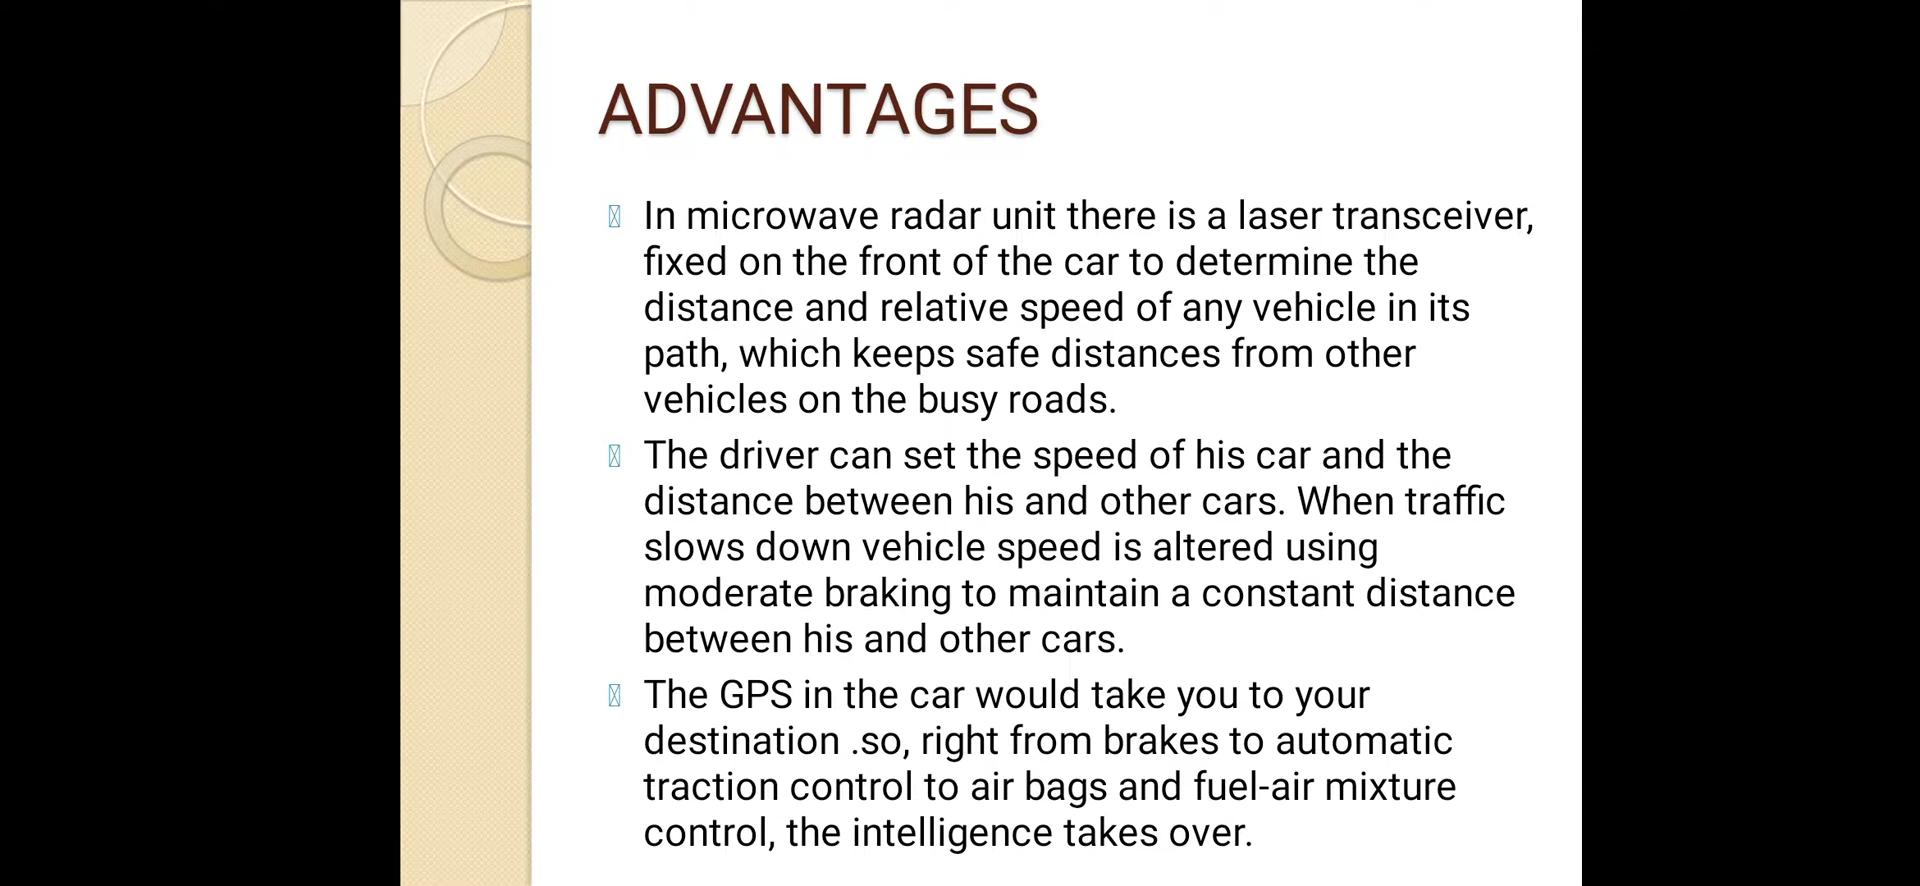 ADVANTAGES
In microwave radar unit there is a laser transceiver,
fixed on the front of the car to determine the
distance and relative speed of any vehicle in its
path, which keeps safe distances from other
vehicles on the busy roads.
The driver can set the speed of his car and the
distance between his and other cars. When traffic
slows down vehicle speed is altered using
moderate braking to maintain a constant distance
between his and other cars.
The GPS in the car would take you to your
destination .so, right from brakes to automatic
traction control to air bags and fuel-air mixture
control, the intelligence takes over.